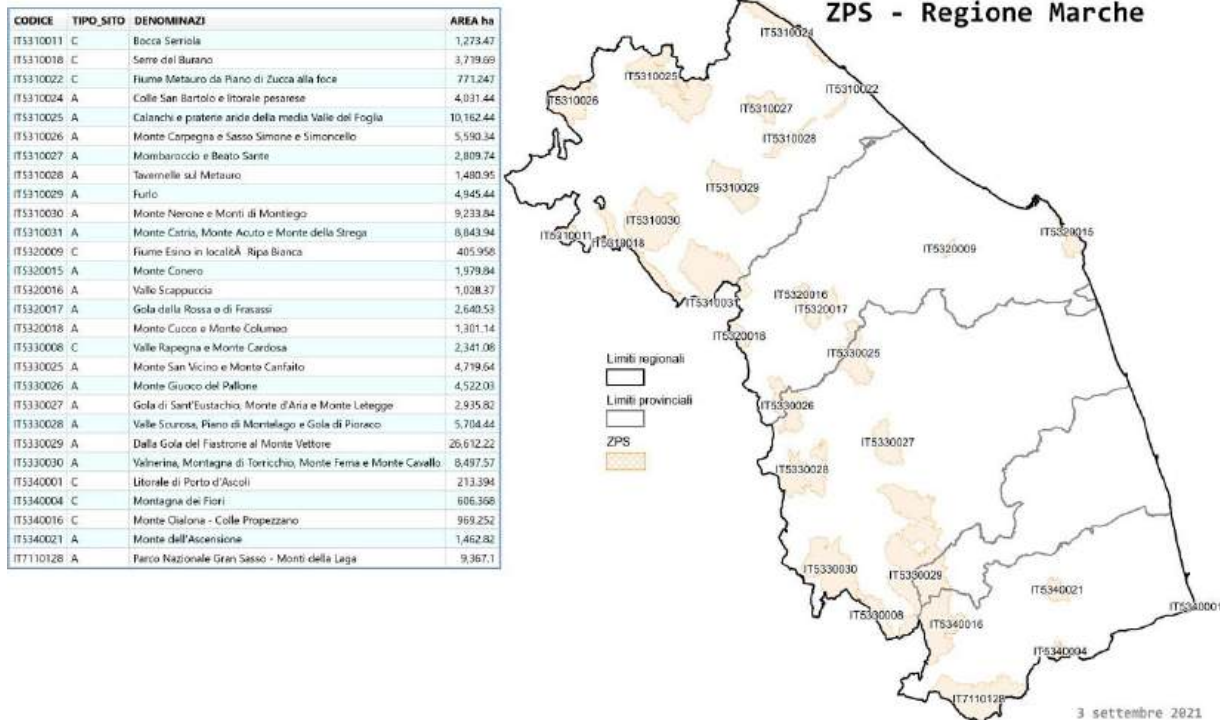 CODICE TIPO_SITO DENOMINAZI AREA ha
IT5310011 C Bocca Serriola 1,273.47
IT5310018 C Serre del Burano 3,719.69
IT5310022 C Fiume Metauro da Piano di Zucca alla foce 771.247
IT5310024 A Colle San Bartolo e litorale pesarese 4,031.44
IT5310025 A Calanchi e praterie aride della media Valle del Foglia 10,162.44
IT5310026 A Monte Carpegna e Sasso Simone e Simoncello 5,590.34
IT5310027 A Mombaroccio e Beato Sante 2,809.74
IT5310028 A Tavernelle sul Metauro 1,480.95
IT5310029 A Furlo 4,945.44
IT5310030 A Monte Nerone e Monti di Montiego 9,233.84
IT5310031 A Monte Catria, Monte Acuto e Monte della Strega 8,843.94
IT5320009 C Fiume Esino in localitÃ Ripa Bianca 405.958
IT5320015 A Monte Conero 1,979.84
IT5320016 A Valle Scappuccia 1,028.37
IT5320017 A Gola della Rossa e di Frasassi 2,640.53
IT5320018 A Monte Cucco e Monte Columeo 1,301.14
IT5330008 C Valle Rapegna e Monte Cardosa 2,341.08
IT5330025 A Monte San Vicino e Monte Canfaito 4,719.64
IT5330026 A Monte Giuoco del Pallone 4,522.03
IT5330027 A Gola di Sant'Eustachio, Monte d'Aria e Monte Letegge 2,935.82
IT5330028 A Valle Scurosa, Piano di Montelago e Gola di Pioraco 5,704.44
IT5330029 A Dalla Gola del Fiastrone al Monte Vettore 26,612.22
IT5330030 A Valnerina, Montagna di Torricchio, Monte Fema e Monte Cavallo 8,497.57
IT5340001 C Litorale di Porto d'Ascoli 213.394
IT5340004 C Montagna dei Fiori 606.368
IT5340016 C Monte Oialona - Colle Propezzano 969.252
IT5340021 A Monte dell'Ascensione 1,462.82
IT7110128 A Parco Nazionale Gran Sasso - Monti della Laga 9,367.1
ZPS - Regione Marche
IT5310024
IT5310025
IT5310026
IT5310022
IT5310027
IT5310028
IT5310029
IT5310030
IT5310011
IT5310018
IT5320009
IT5320015
IT5310031
IT5320016
IT5320017
IT5320018
IT5330025
Limiti regionali
Limiti provinciali
ZPS
IT5330026
IT5330027
IT5330028
IT5330030
IT5330029
IT5340021
IT5330008
IT5340001
IT5340016
IT5340004
IT7110128
3 settembre 2021